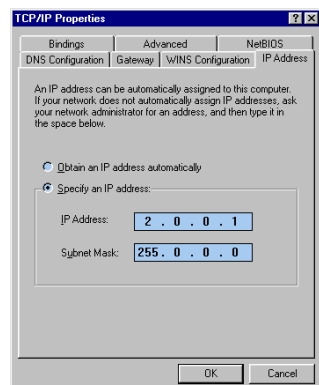 TCP/IP Properties
Bindings Advanced NetBIOS
DNS Configuration Gateway WINS Configuration IP Address
An IP address can be automatically assigned to this computer.
If your network does not automatically assign IP addresses, ask
your network administrator for an address, and then type it in
the space below.
Obtain an IP address automatically
Specify an IP address:
IP Address: 2 . 0 . 0 . 1
Subnet Mask: 255 . 0 . 0 . 0
OK Cancel